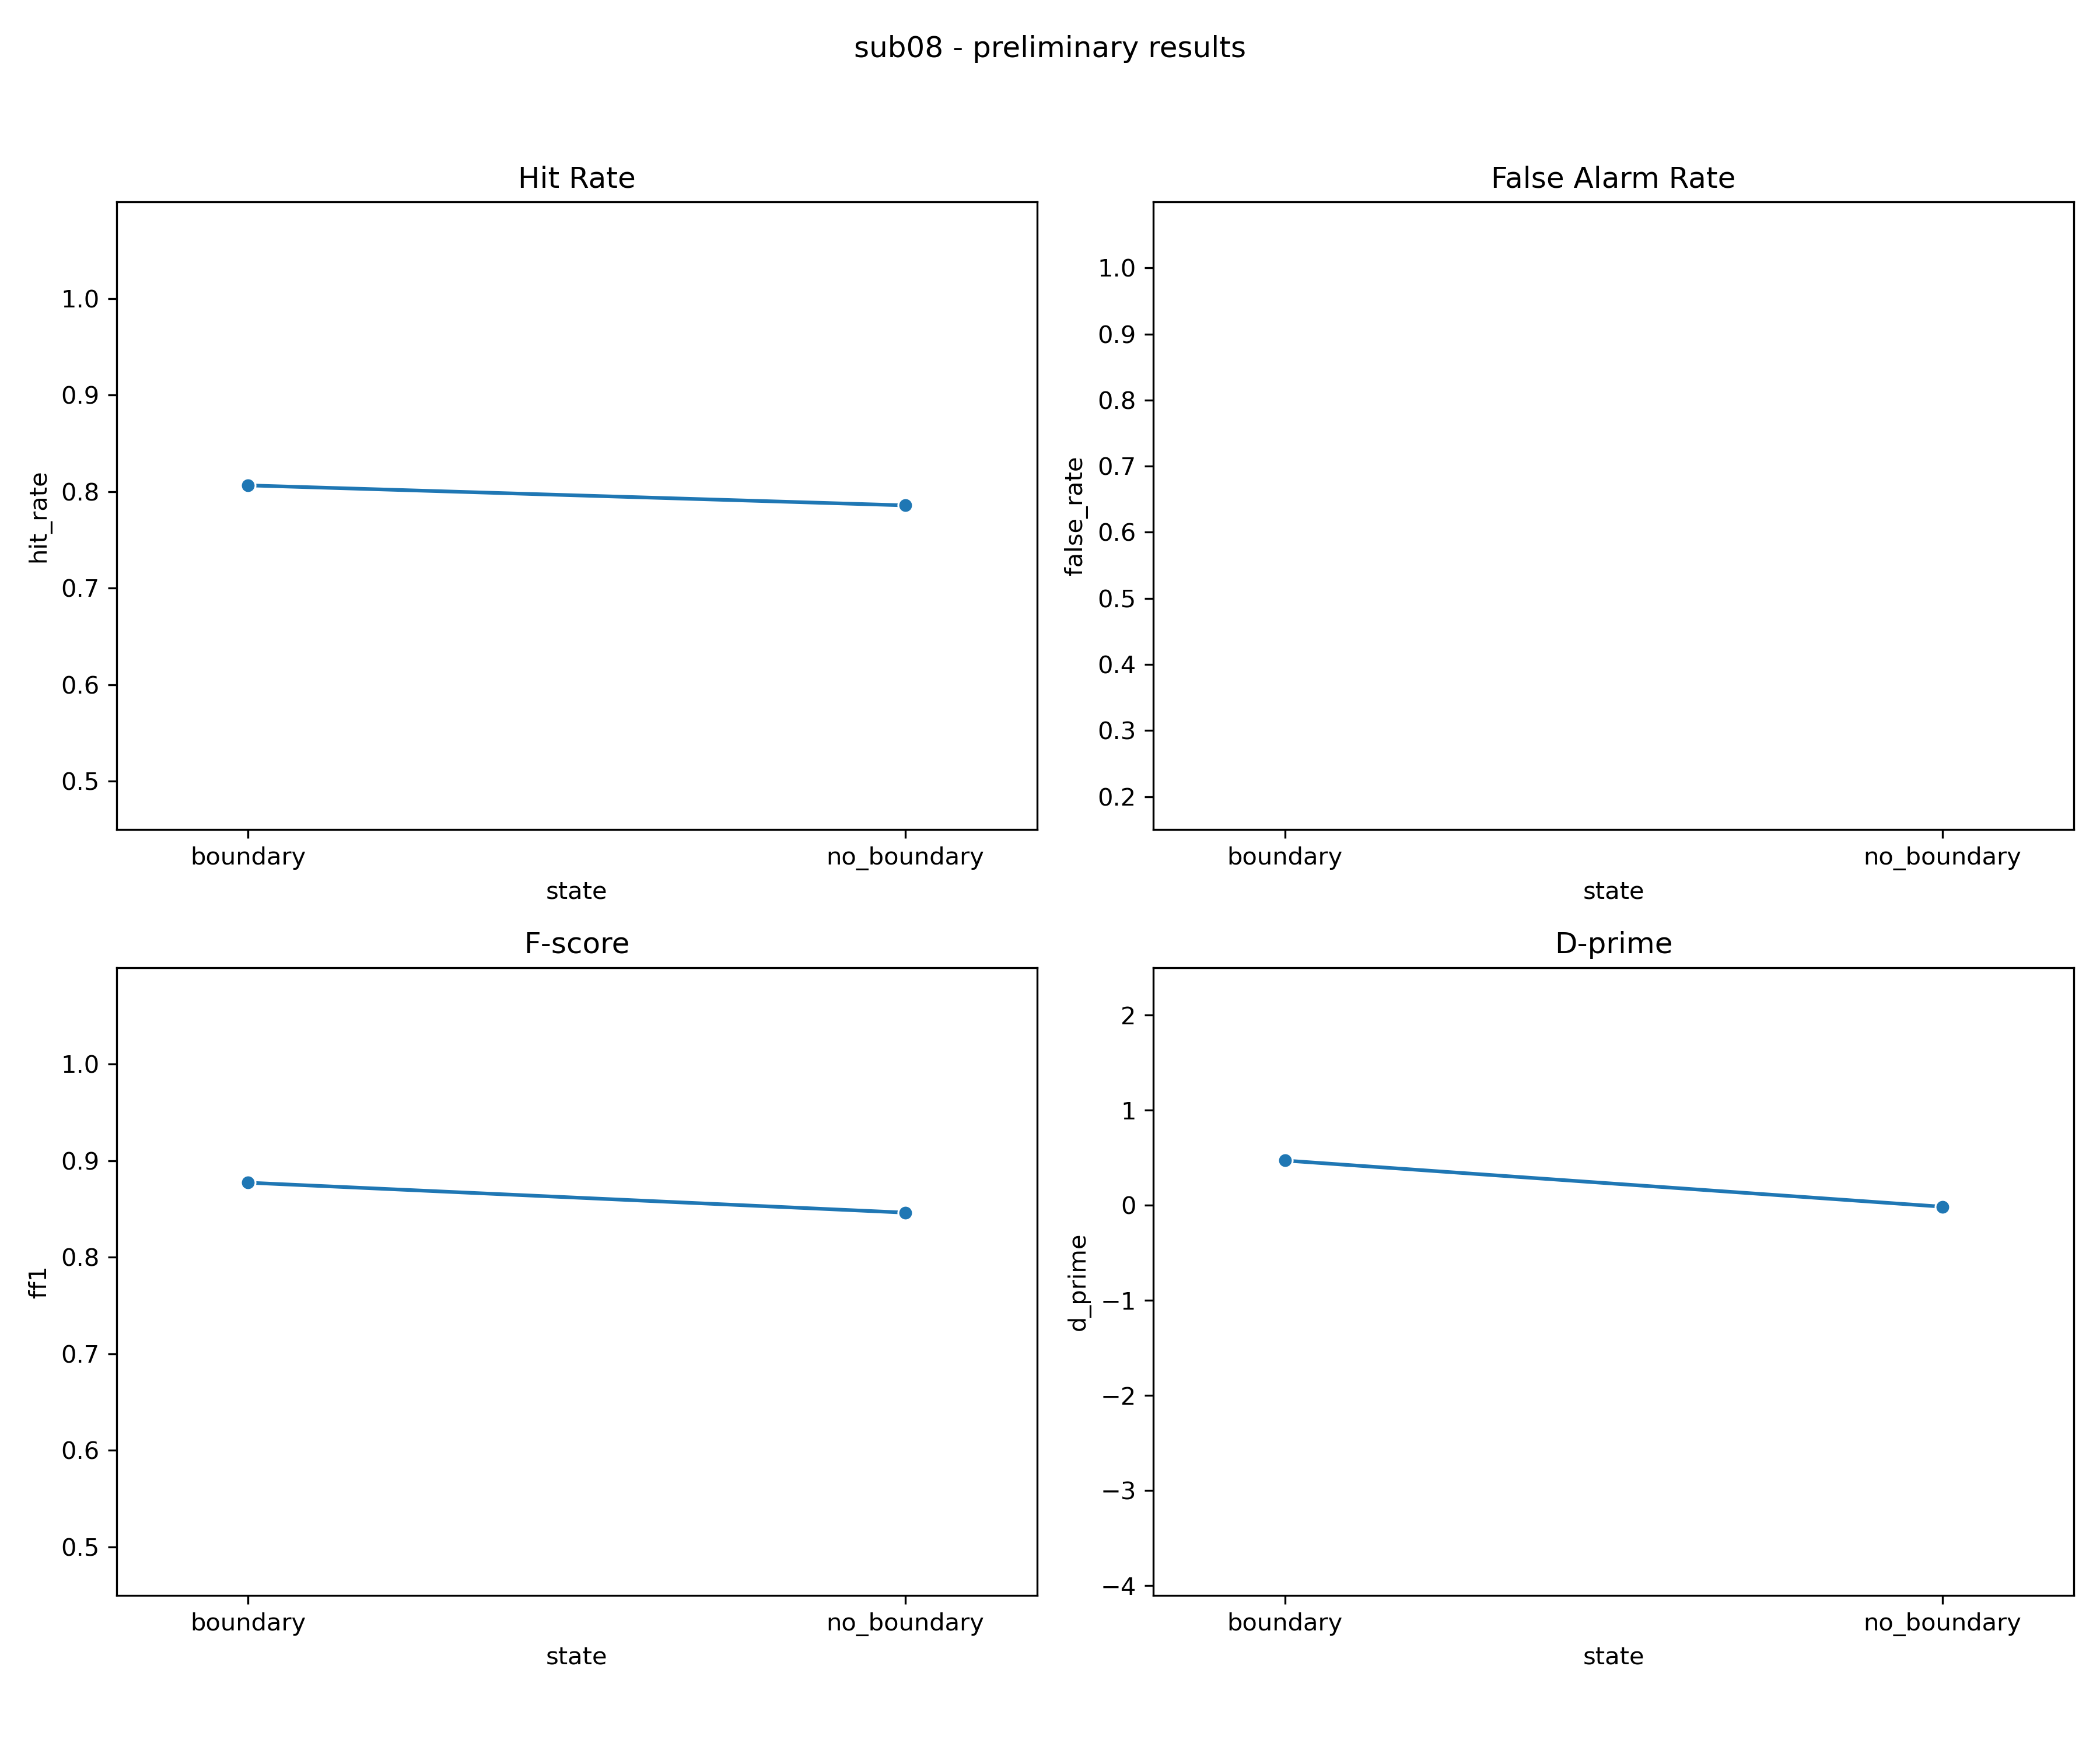 sub08 - preliminary results
Hit Rate
hit_rate
1.0
0.9
0.8
0.7
0.6
0.5
boundary
no_boundary
state
False Alarm Rate
false_rate
1.0
0.9
0.8
0.7
0.6
0.5
0.4
0.3
0.2
boundary
no_boundary
state
F-score
ff1
1.0
0.9
0.8
0.7
0.6
0.5
boundary
no_boundary
state
D-prime
d_prime
2
1
0
−1
−2
−3
−4
boundary
no_boundary
state